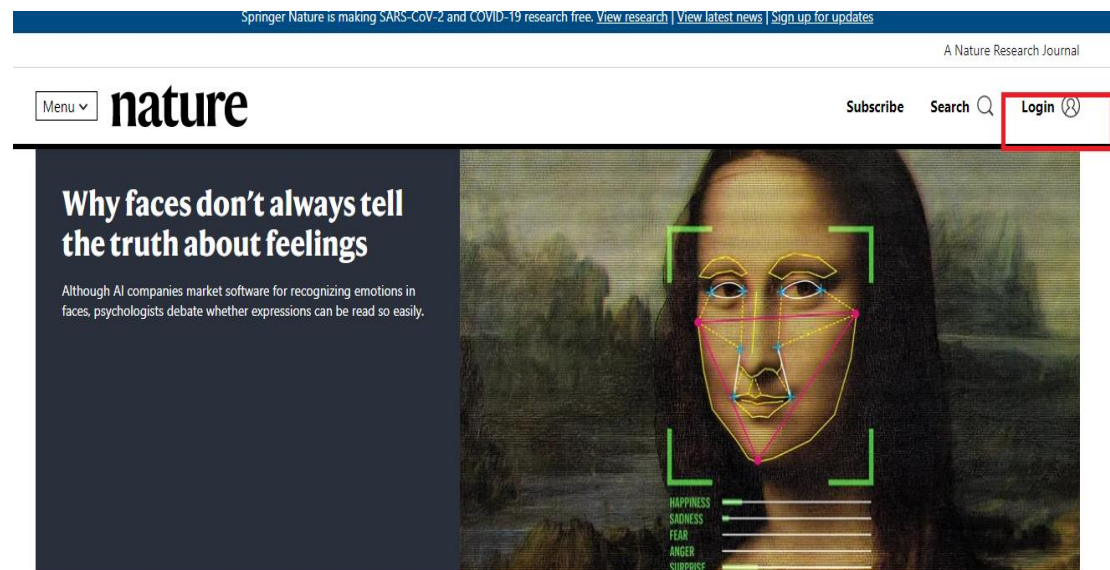 Springer Nature is making SARS-CoV-2 and COVID-19 research free. View research | View latest news | Sign up for updates
A Nature Research Journal
Menu nature Subscribe Search Login
Why faces don't always tell
the truth about feelings
Although AI companies market software for recognizing emotions in
faces, psychologists debate whether expressions can be read so easily.
HAPPINESS
SADNESS
FEAR
ANGER
SURPRISE